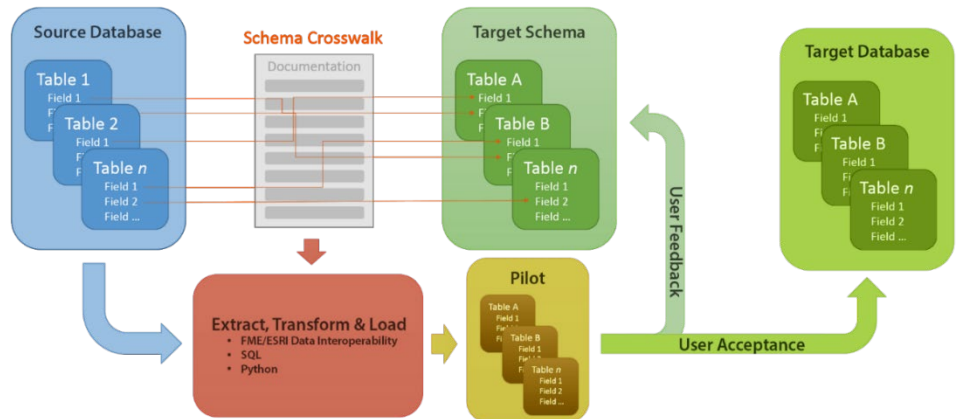 Source Database
Table 1
Field 1
Table 2
Field 1
Table n
Field 1
Field 2
Field ...
Schema Crosswalk
Documentation
Target Schema
Table A
Field 1
Table B
Field 1
Table n
Field 1
Field 2
Field ...
Target Database
Table A
Field 1
Table B
Field 1
Table n
Field 1
Field 2
Field ...
User Feedback
Extract, Transform & Load
• FME/ESRI Data Interoperability
• SQL
• Python
Pilot
Table A
Field 1
Table B
Field 1
Table n
Field 1
Field 2
Field ...
User Acceptance